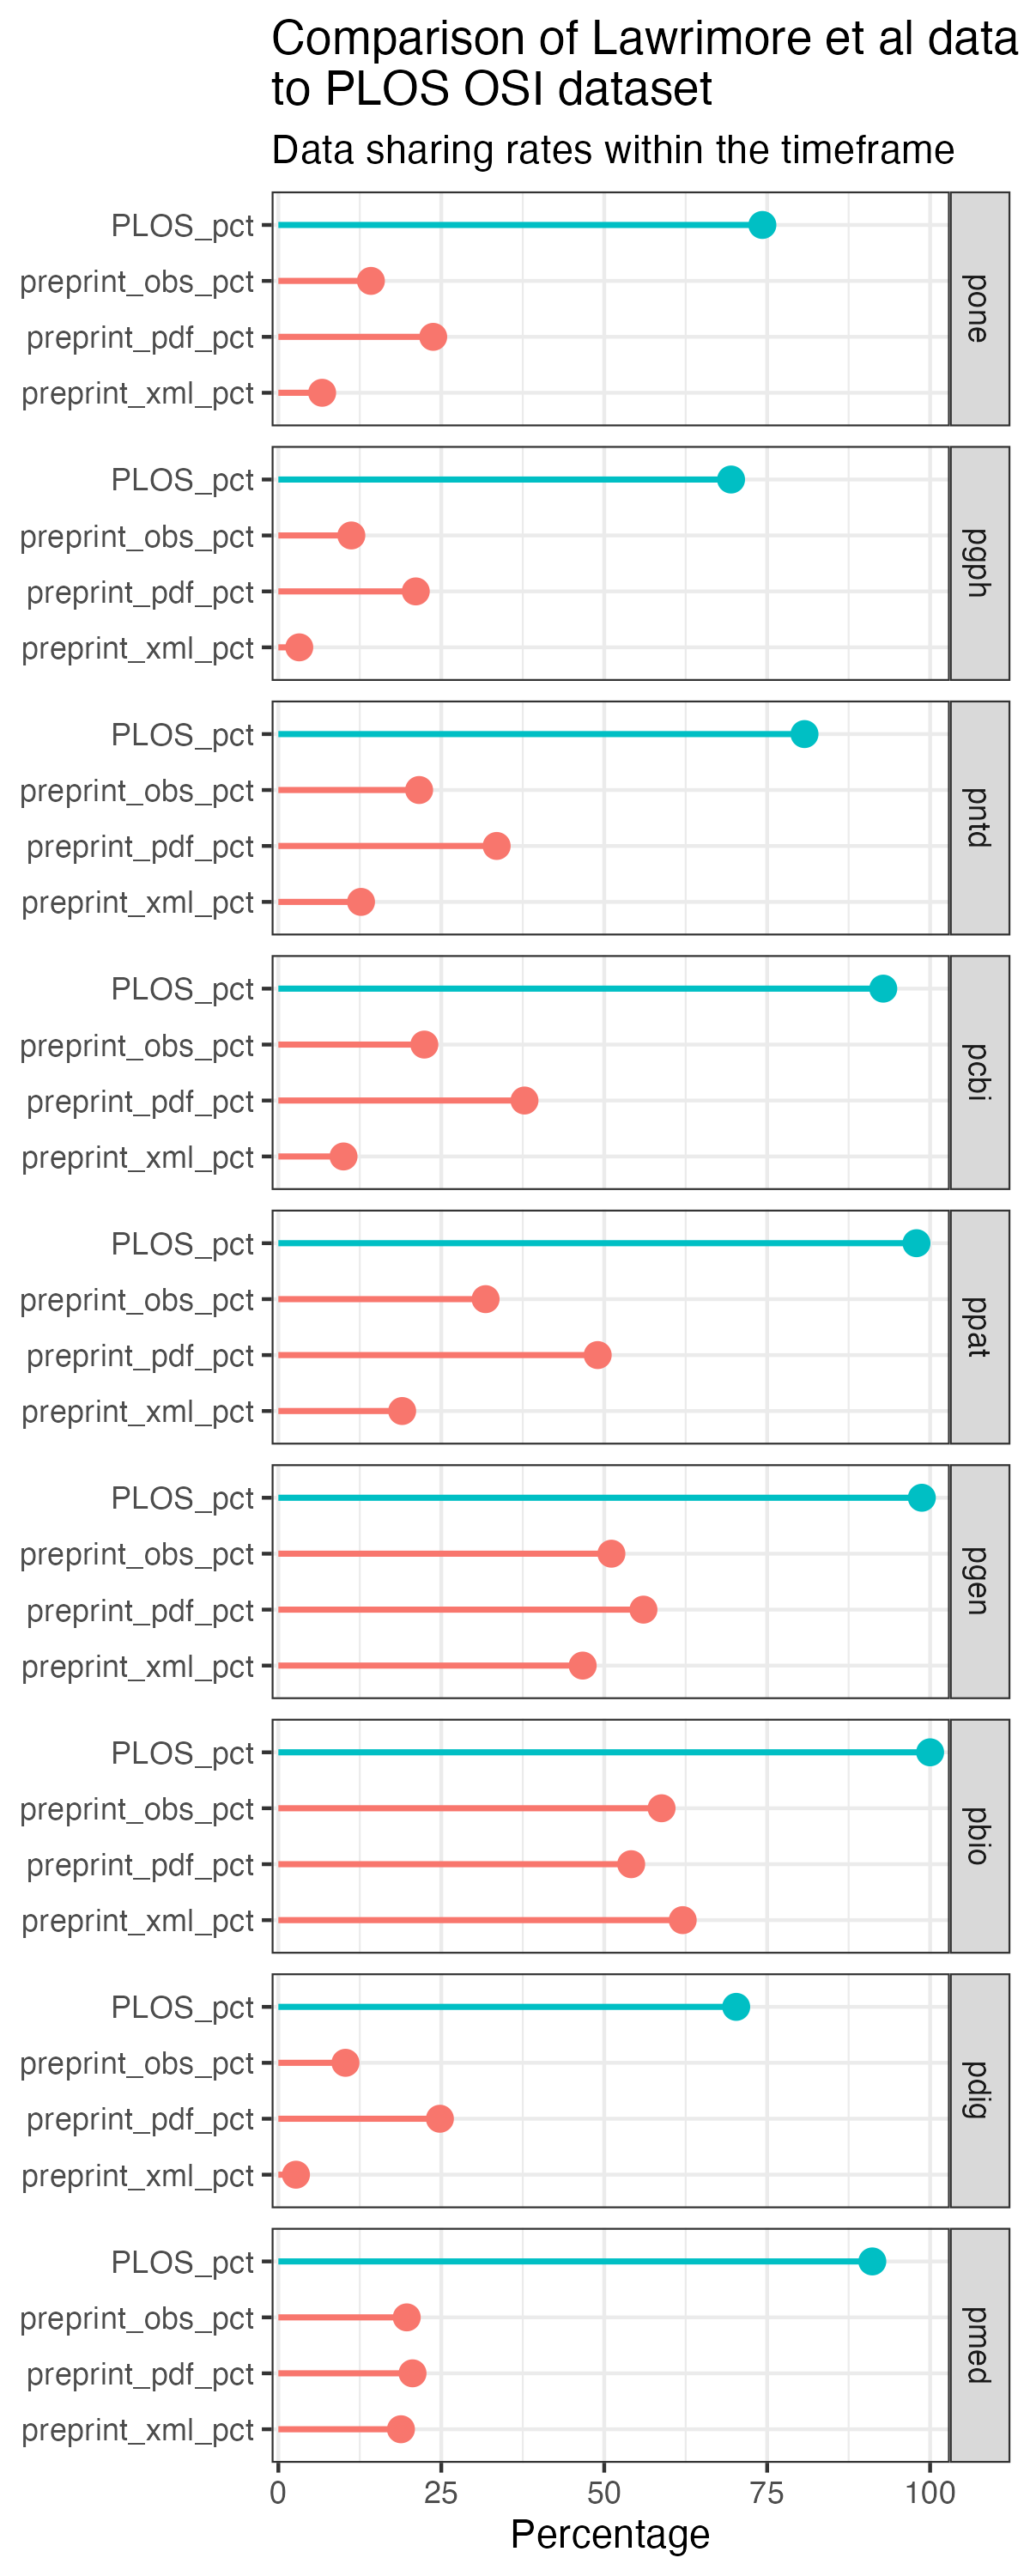 Comparison of Lawrimore et al data
to PLOS OSI dataset
Data sharing rates within the timeframe
PLOS_pct
preprint_obs_pct
preprint_pdf_pct
preprint_xml_pct
pone
PLOS_pct
preprint_obs_pct
preprint_pdf_pct
preprint_xml_pct
pgph
PLOS_pct
preprint_obs_pct
preprint_pdf_pct
preprint_xml_pct
pntd
PLOS_pct
preprint_obs_pct
preprint_pdf_pct
preprint_xml_pct
pcbi
PLOS_pct
preprint_obs_pct
preprint_pdf_pct
preprint_xml_pct
ppat
PLOS_pct
preprint_obs_pct
preprint_pdf_pct
preprint_xml_pct
pgen
PLOS_pct
preprint_obs_pct
preprint_pdf_pct
preprint_xml_pct
pbio
PLOS_pct
preprint_obs_pct
preprint_pdf_pct
preprint_xml_pct
pdig
PLOS_pct
preprint_obs_pct
preprint_pdf_pct
preprint_xml_pct
pmed
0 25 50 75 100
Percentage